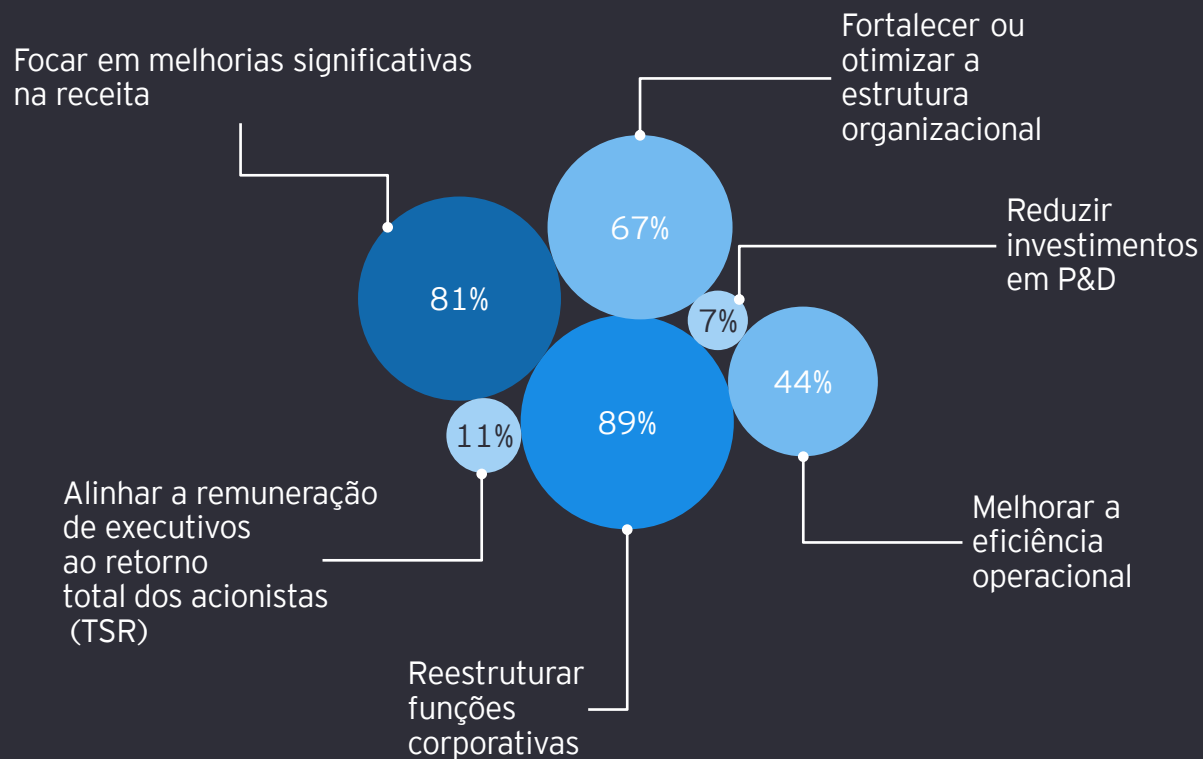 Focar em melhorias significativas
na receita
Fortalecer ou
otimizar a
estrutura
organizacional
Reduzir
investimentos
em P&D
67%
81%
7%
44%
89%
11%
Alinhar a remuneração
de executivos
ao retorno
total dos acionistas
(TSR)
Melhorar a
eficiência
operacional
Reestruturar
funções
corporativas